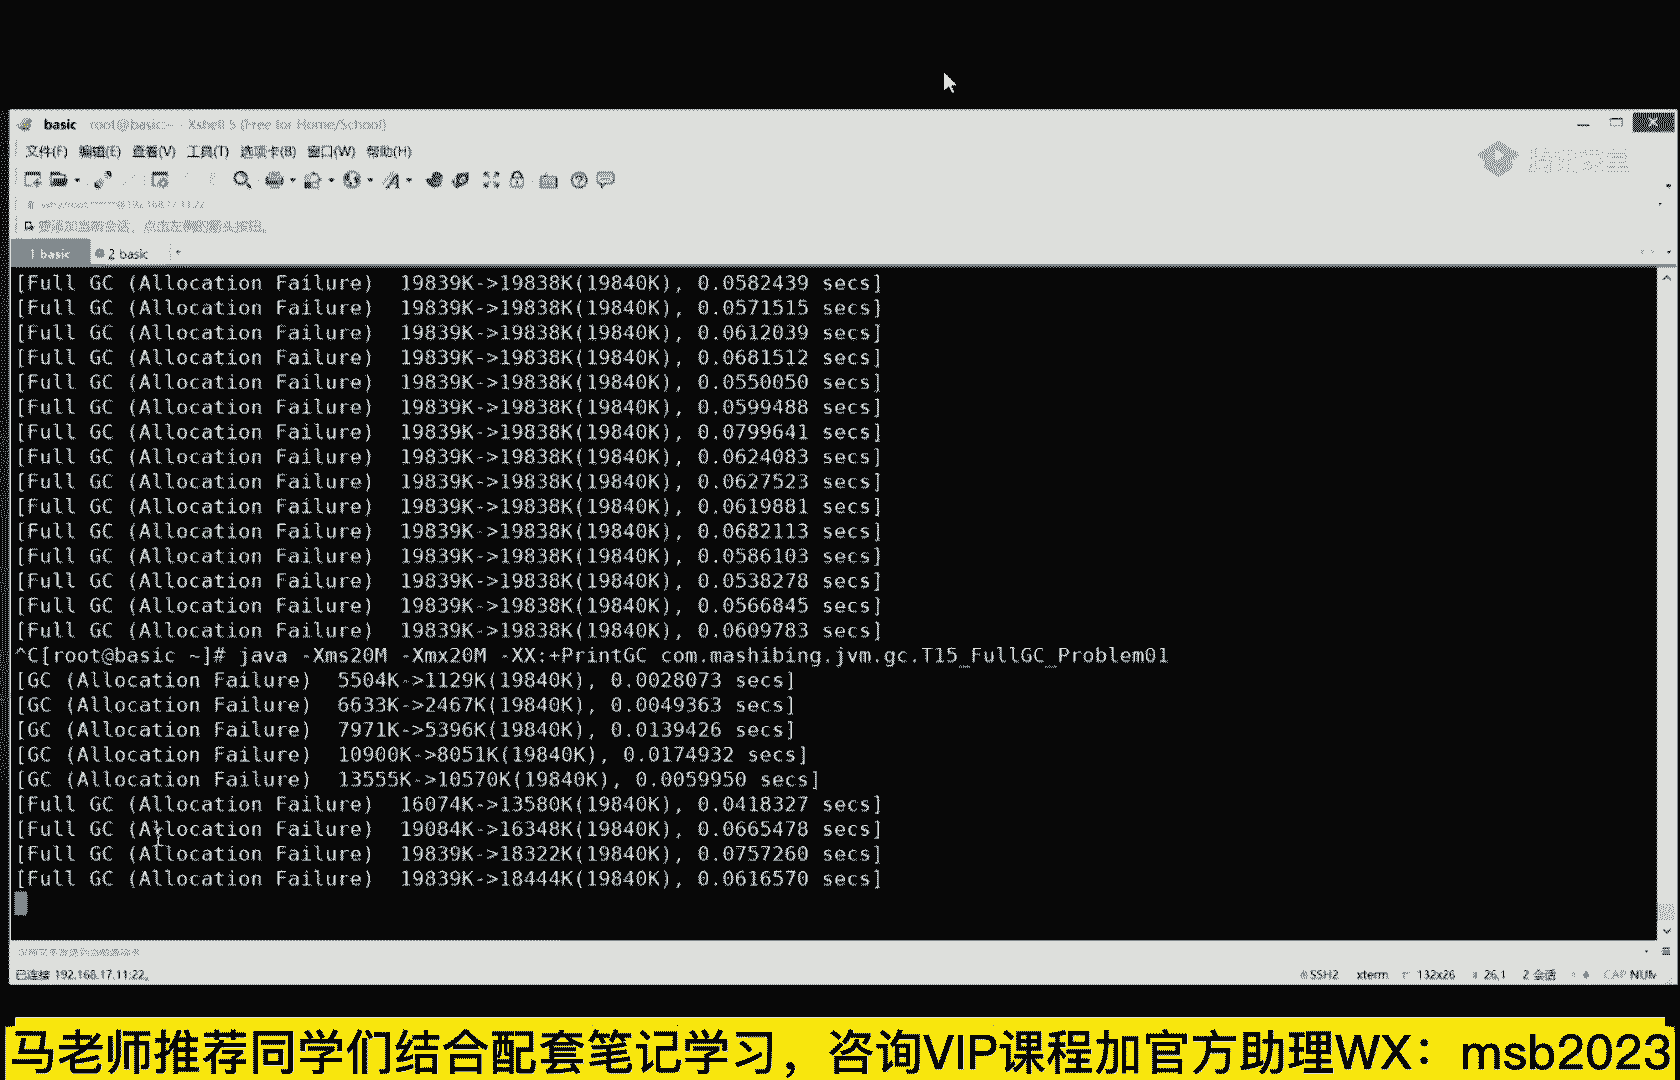 basic root@basic:~ - Xshell 5 (Free for Home/School)
文件(F) 编辑(E) 查看(V) 工具(T) 选项卡(B) 窗口(W) 帮助(H)
要添加当前会话，点击左侧的箭头按钮。
1 basic 2 basic
[Full GC (Allocation Failure)  19839K->19838K(19840K), 0.0582439 secs]
[Full GC (Allocation Failure)  19839K->19838K(19840K), 0.0571515 secs]
[Full GC (Allocation Failure)  19839K->19838K(19840K), 0.0612039 secs]
[Full GC (Allocation Failure)  19839K->19838K(19840K), 0.0681512 secs]
[Full GC (Allocation Failure)  19839K->19838K(19840K), 0.0550050 secs]
[Full GC (Allocation Failure)  19839K->19838K(19840K), 0.0599488 secs]
[Full GC (Allocation Failure)  19839K->19838K(19840K), 0.0799641 secs]
[Full GC (Allocation Failure)  19839K->19838K(19840K), 0.0624083 secs]
[Full GC (Allocation Failure)  19839K->19838K(19840K), 0.0627523 secs]
[Full GC (Allocation Failure)  19839K->19838K(19840K), 0.0619881 secs]
[Full GC (Allocation Failure)  19839K->19838K(19840K), 0.0682113 secs]
[Full GC (Allocation Failure)  19839K->19838K(19840K), 0.0586103 secs]
[Full GC (Allocation Failure)  19839K->19838K(19840K), 0.0538278 secs]
[Full GC (Allocation Failure)  19839K->19838K(19840K), 0.0566845 secs]
[Full GC (Allocation Failure)  19839K->19838K(19840K), 0.0609783 secs]
^C[root@basic ~]# java -Xms20M -Xmx20M -XX:+PrintGC com.mashibing.jvm.gc.T15_FullGC_Problem01
[GC (Allocation Failure)  5504K->1129K(19840K), 0.0028073 secs]
[GC (Allocation Failure)  6633K->2467K(19840K), 0.0049363 secs]
[GC (Allocation Failure)  7971K->5396K(19840K), 0.0139426 secs]
[GC (Allocation Failure)  10900K->8051K(19840K), 0.0174932 secs]
[GC (Allocation Failure)  13555K->10570K(19840K), 0.0059950 secs]
[Full GC (Allocation Failure)  16074K->13580K(19840K), 0.0418327 secs]
[Full GC (Allocation Failure)  19084K->16348K(19840K), 0.0665478 secs]
[Full GC (Allocation Failure)  19839K->18322K(19840K), 0.0757260 secs]
[Full GC (Allocation Failure)  19839K->18444K(19840K), 0.0616570 secs]
已连接 192.168.17.11:22。 SSH2 xterm 132x26 26,1 2 会话 CAP NUM
马老师推荐同学们结合配套笔记学习，咨询VIP课程加官方助理WX：msb2023